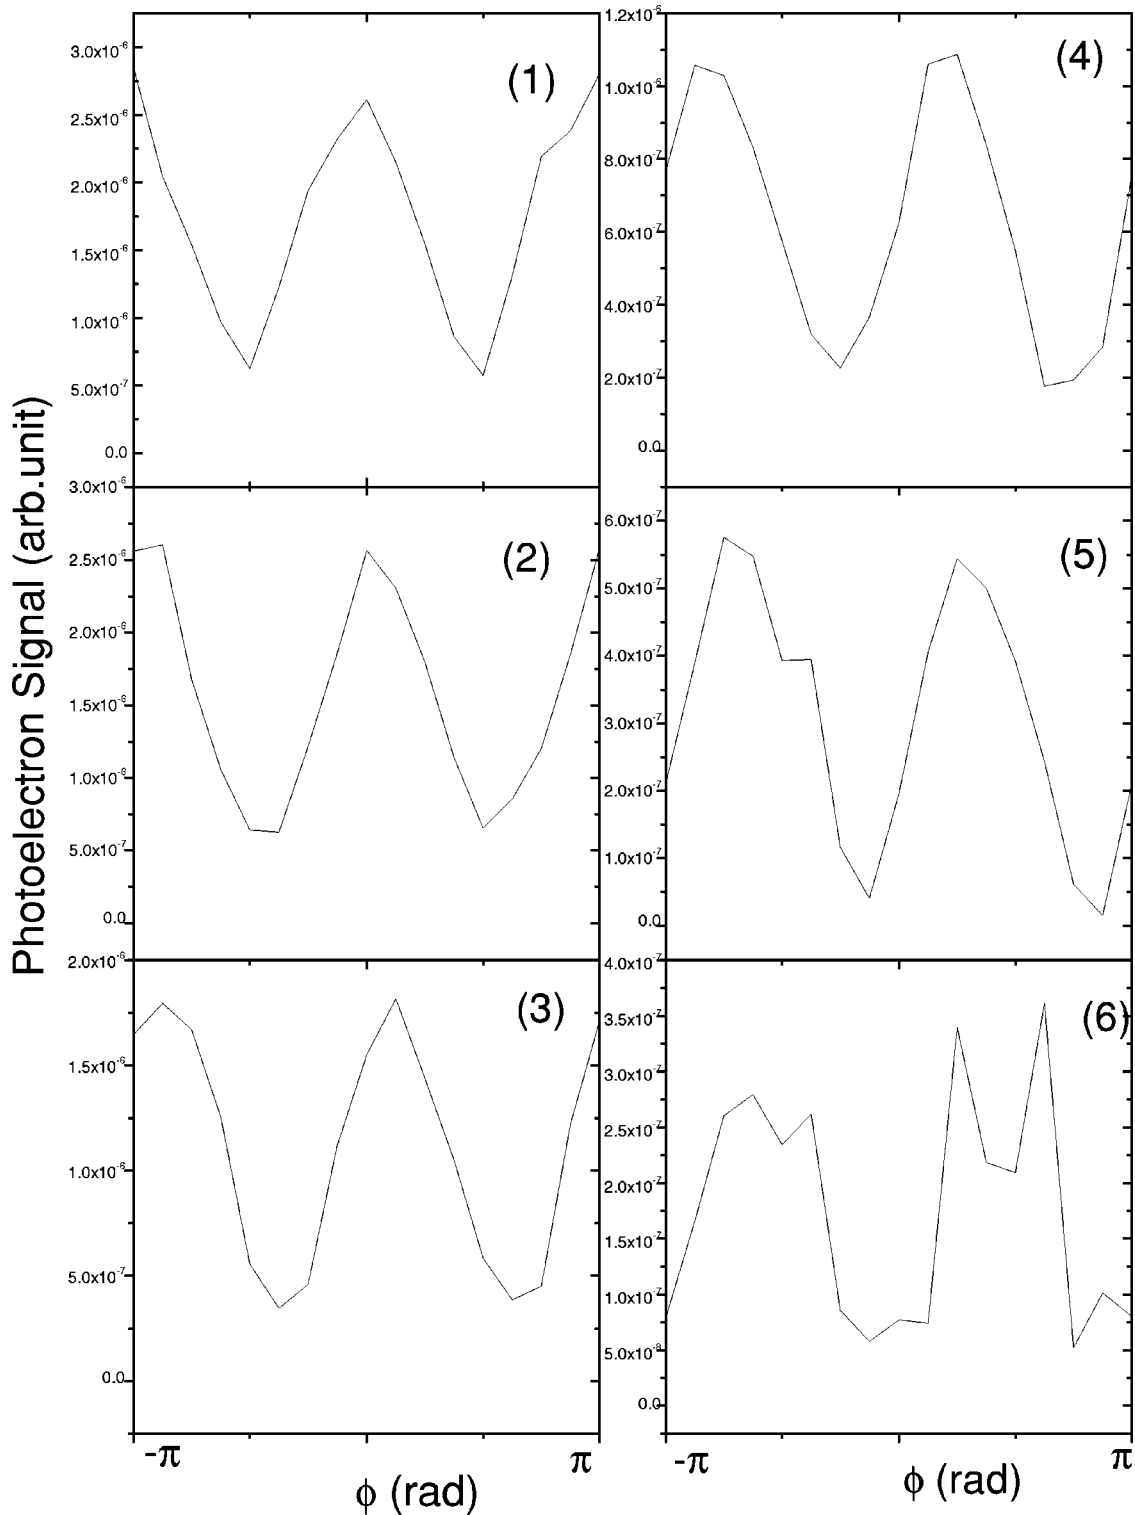 Photoelectron Signal (arb.unit)
(1)
3.0x10⁻⁶
2.5x10⁻⁶
2.0x10⁻⁶
1.5x10⁻⁶
1.0x10⁻⁶
5.0x10⁻⁷
0.0
(2)
3.0x10⁻⁶
2.5x10⁻⁶
2.0x10⁻⁶
1.5x10⁻⁶
1.0x10⁻⁶
5.0x10⁻⁷
0.0
(3)
2.0x10⁻⁶
1.5x10⁻⁶
1.0x10⁻⁶
5.0x10⁻⁷
0.0
-π π
ϕ (rad)
(4)
1.2x10⁻⁶
1.0x10⁻⁶
8.0x10⁻⁷
6.0x10⁻⁷
4.0x10⁻⁷
2.0x10⁻⁷
0.0
(5)
6.0x10⁻⁷
5.0x10⁻⁷
4.0x10⁻⁷
3.0x10⁻⁷
2.0x10⁻⁷
1.0x10⁻⁷
0.0
(6)
4.0x10⁻⁷
3.5x10⁻⁷
3.0x10⁻⁷
2.5x10⁻⁷
2.0x10⁻⁷
1.5x10⁻⁷
1.0x10⁻⁷
5.0x10⁻⁸
0.0
-π π
ϕ (rad)